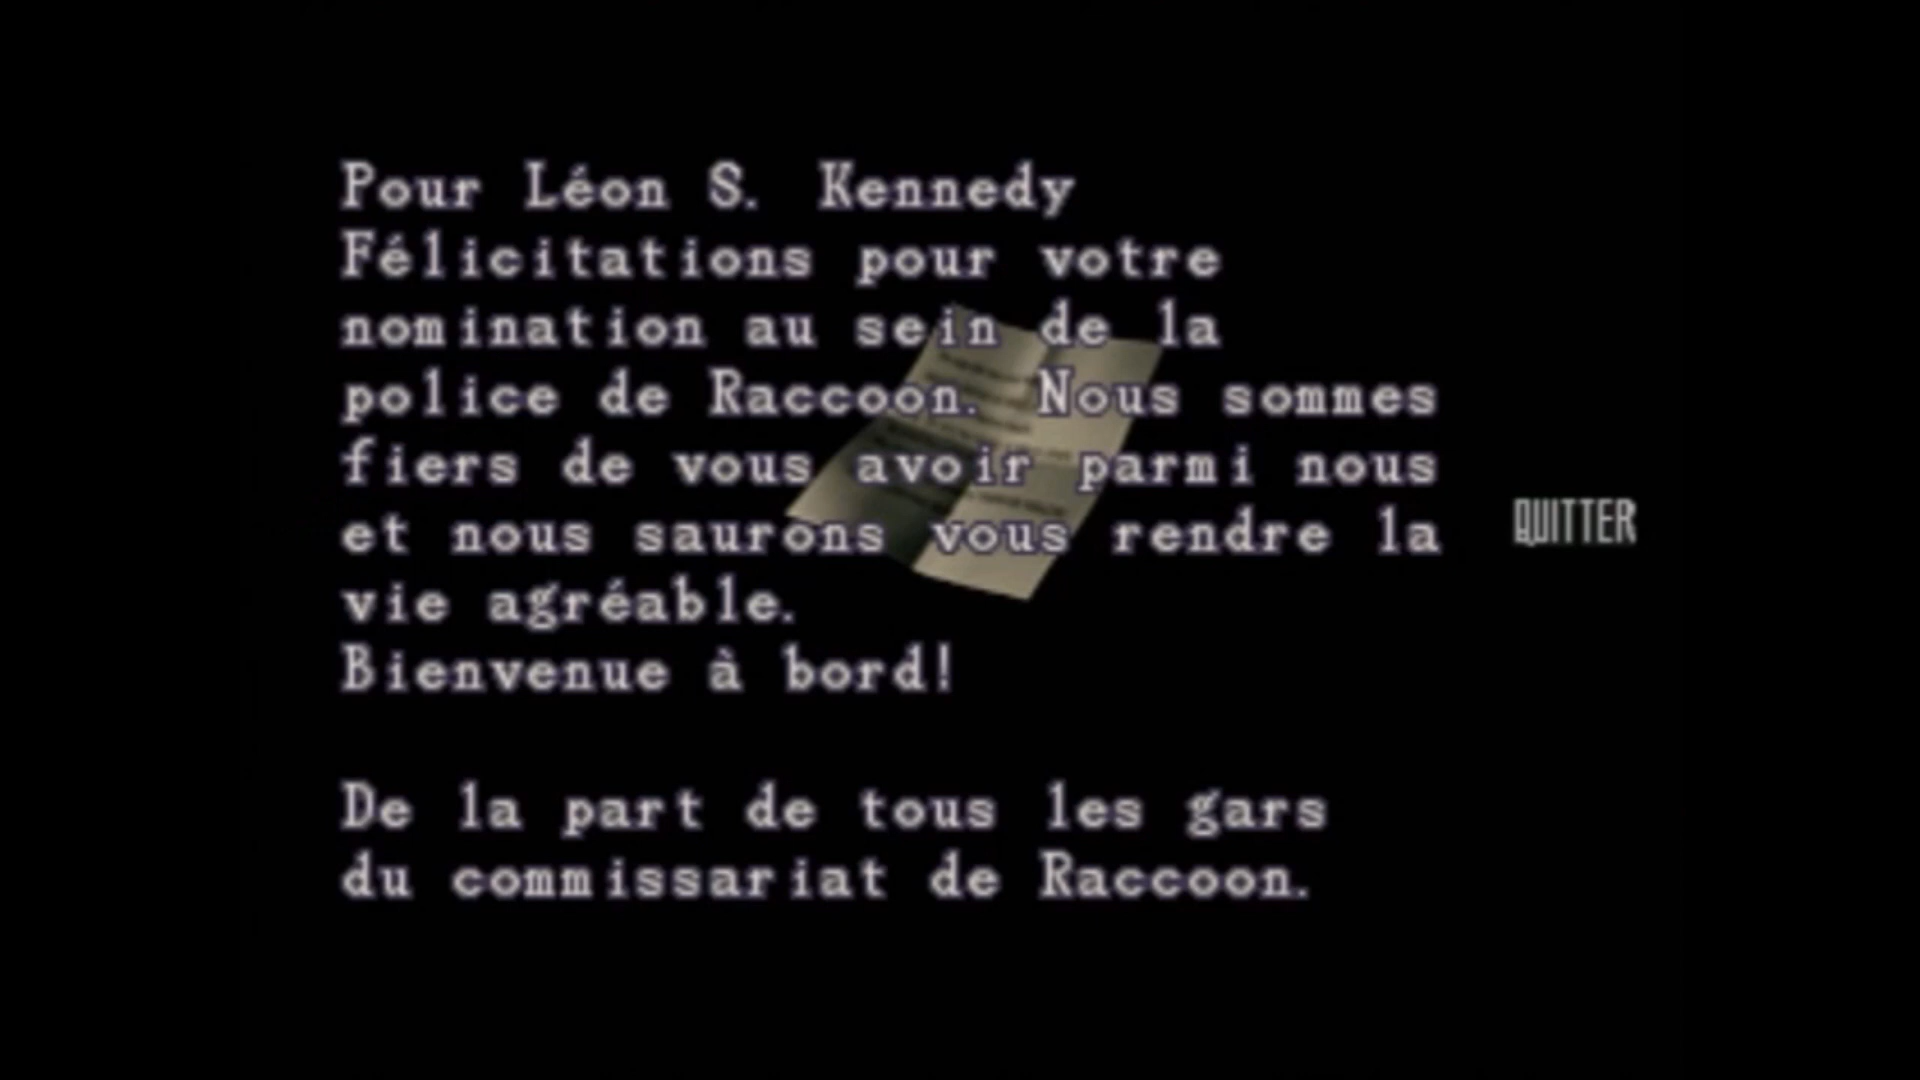 Pour Léon S. Kennedy
Félicitations pour votre
nomination au sein de la
police de Raccoon. Nous sommes
fiers de vous avoir parmi nous
et nous saurons vous rendre la
vie agréable.
Bienvenue à bord!
De la part de tous les gars
du commissariat de Raccoon.
QUITTER